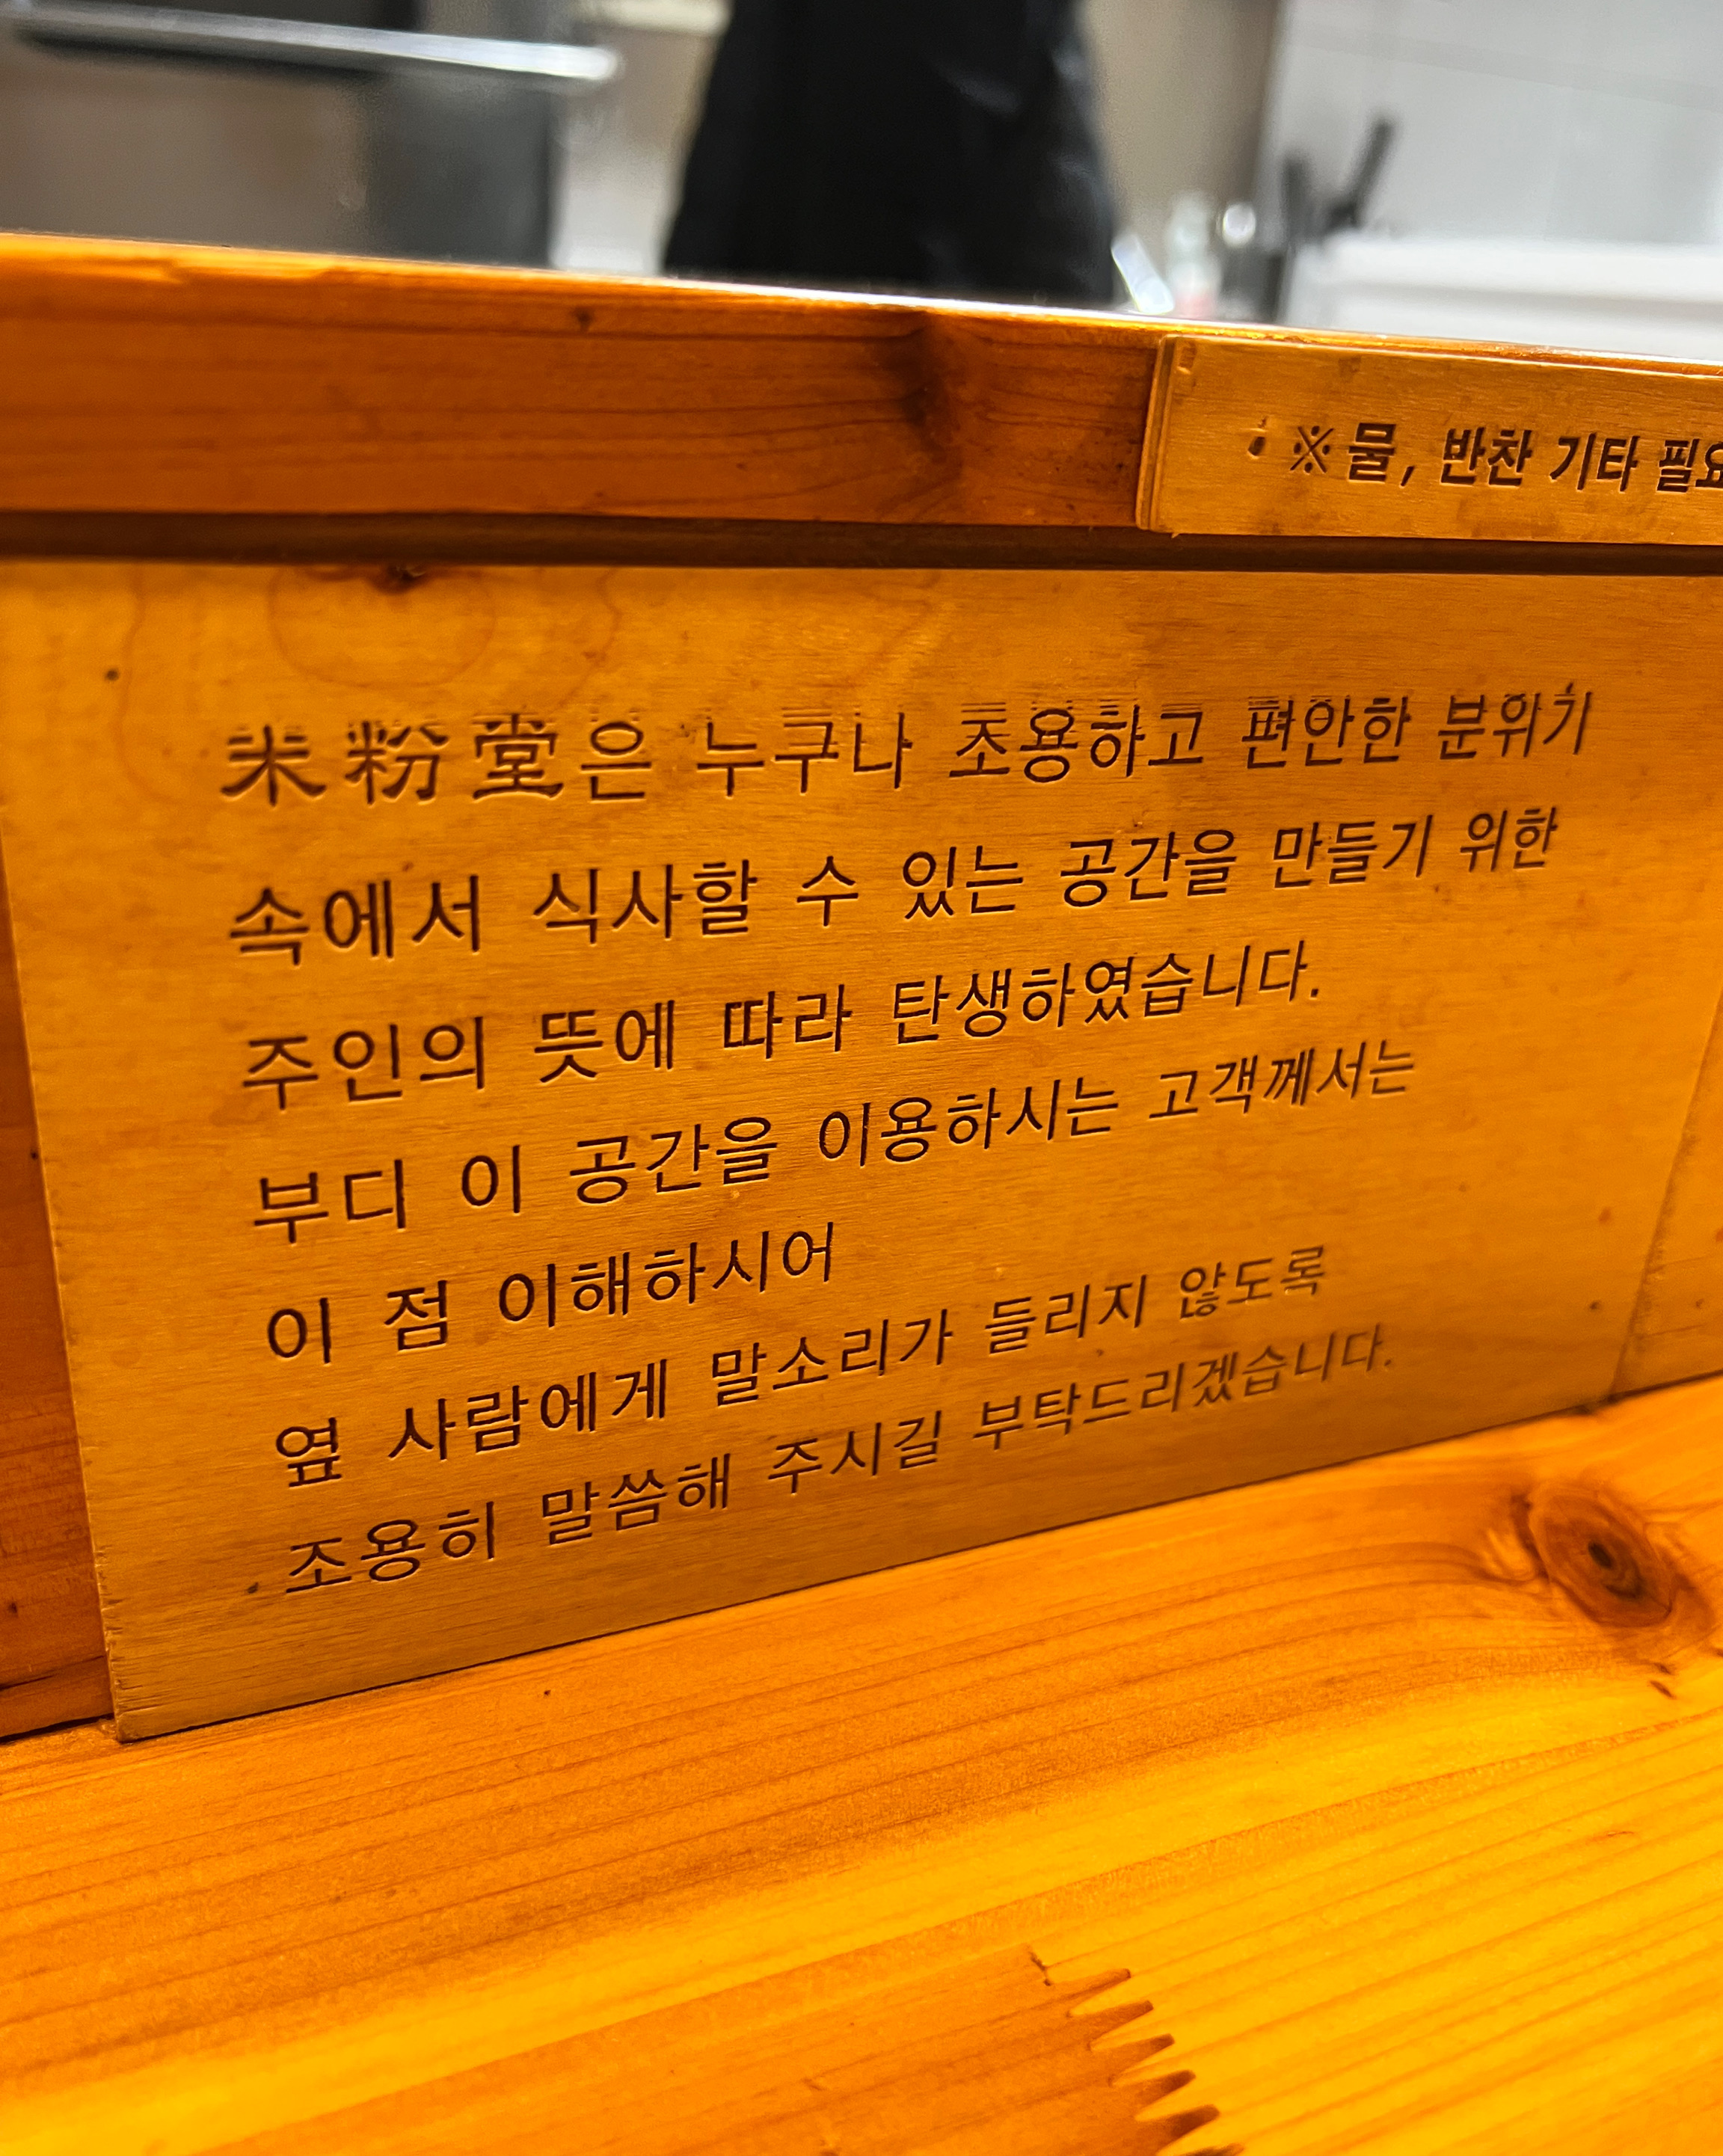 ※물, 반찬 기타
米粉堂은 누구나 조용하고 편안한 분위기
속에서 식사할 수 있는 공간을 만들기 위한
주인의 뜻에 따라 탄생하였습니다.
부디 이 공간을 이용하시는 고객께서는
이 점 이해하시어
옆 사람에게 말소리가 들리지 않도록
조용히 말씀해 주시길 부탁드리겠습니다.